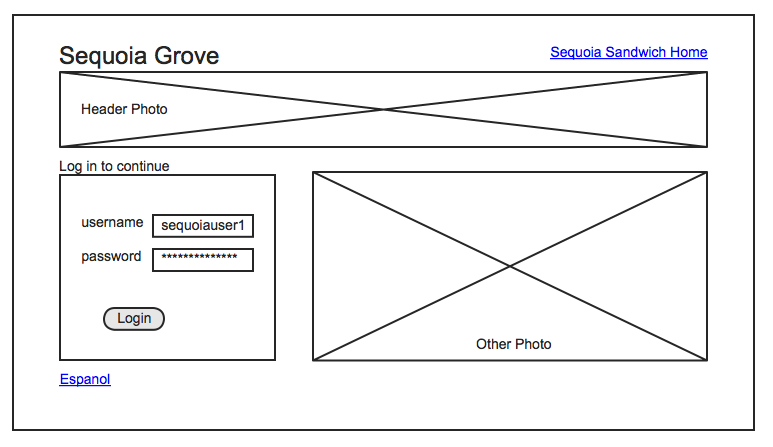 Sequoia Grove
Sequoia Sandwich Home
Header Photo
Log in to continue
username sequoiauser1
password **************
Login
Other Photo
Espanol